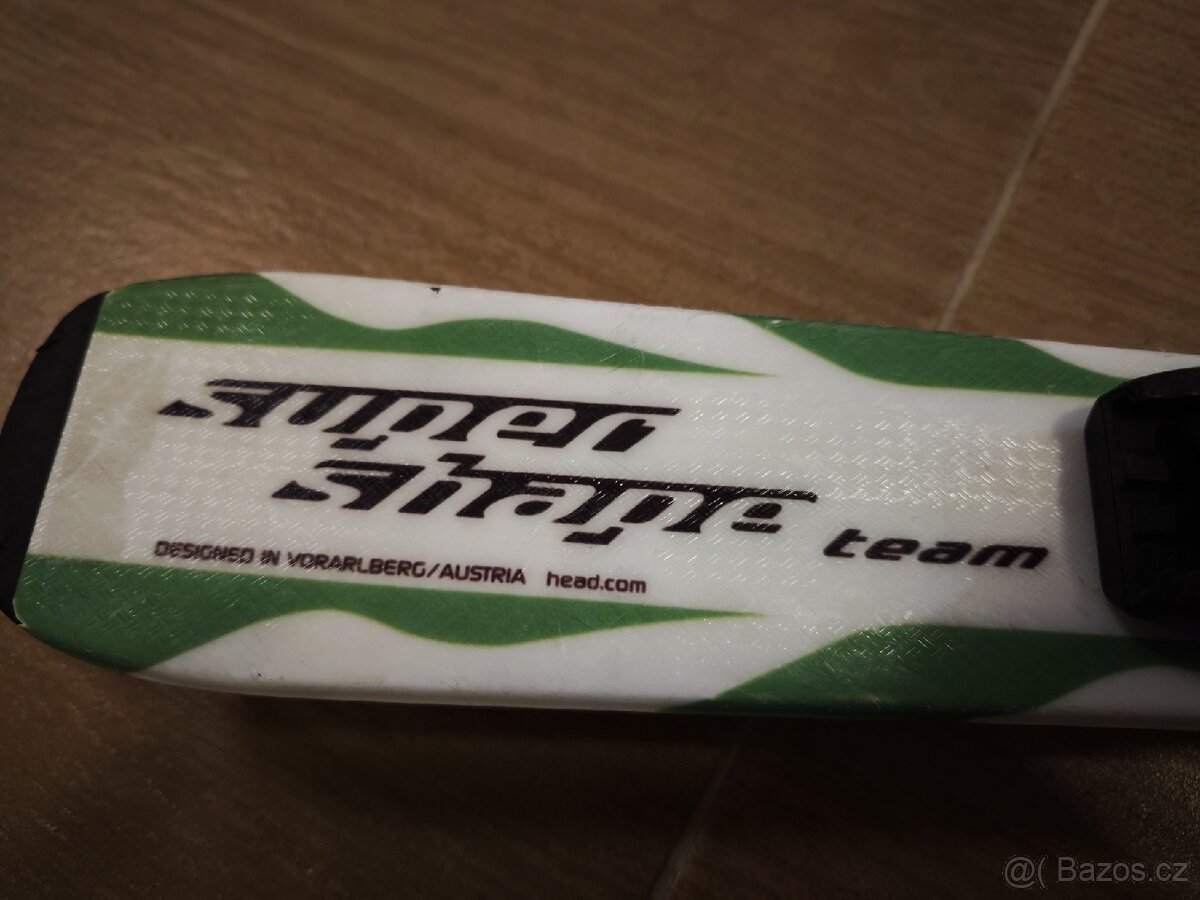 super
shape team
DESIGNED IN VORARLBERG/AUSTRIA head.com
@( Bazos.cz